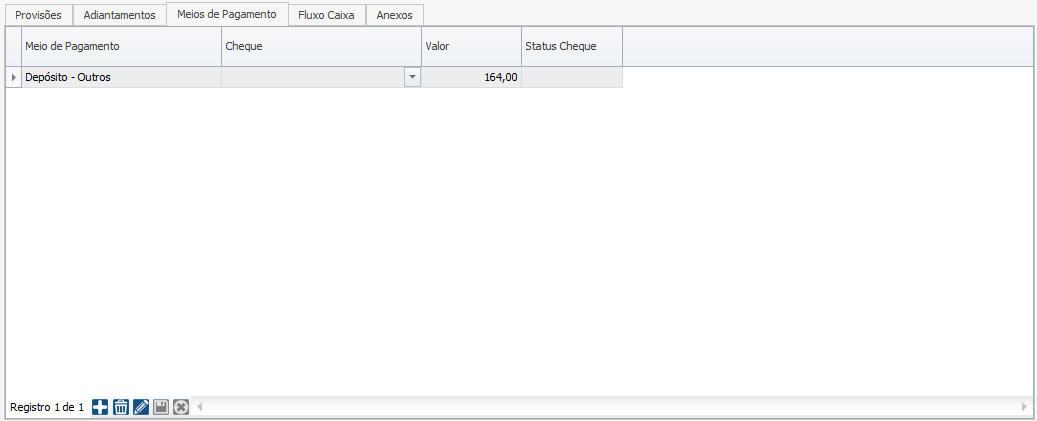 Provisões Adiantamentos Meios de Pagamento Fluxo Caixa Anexos
Meio de Pagamento Cheque Valor Status Cheque
Depósito - Outros 164,00
Registro 1 de 1